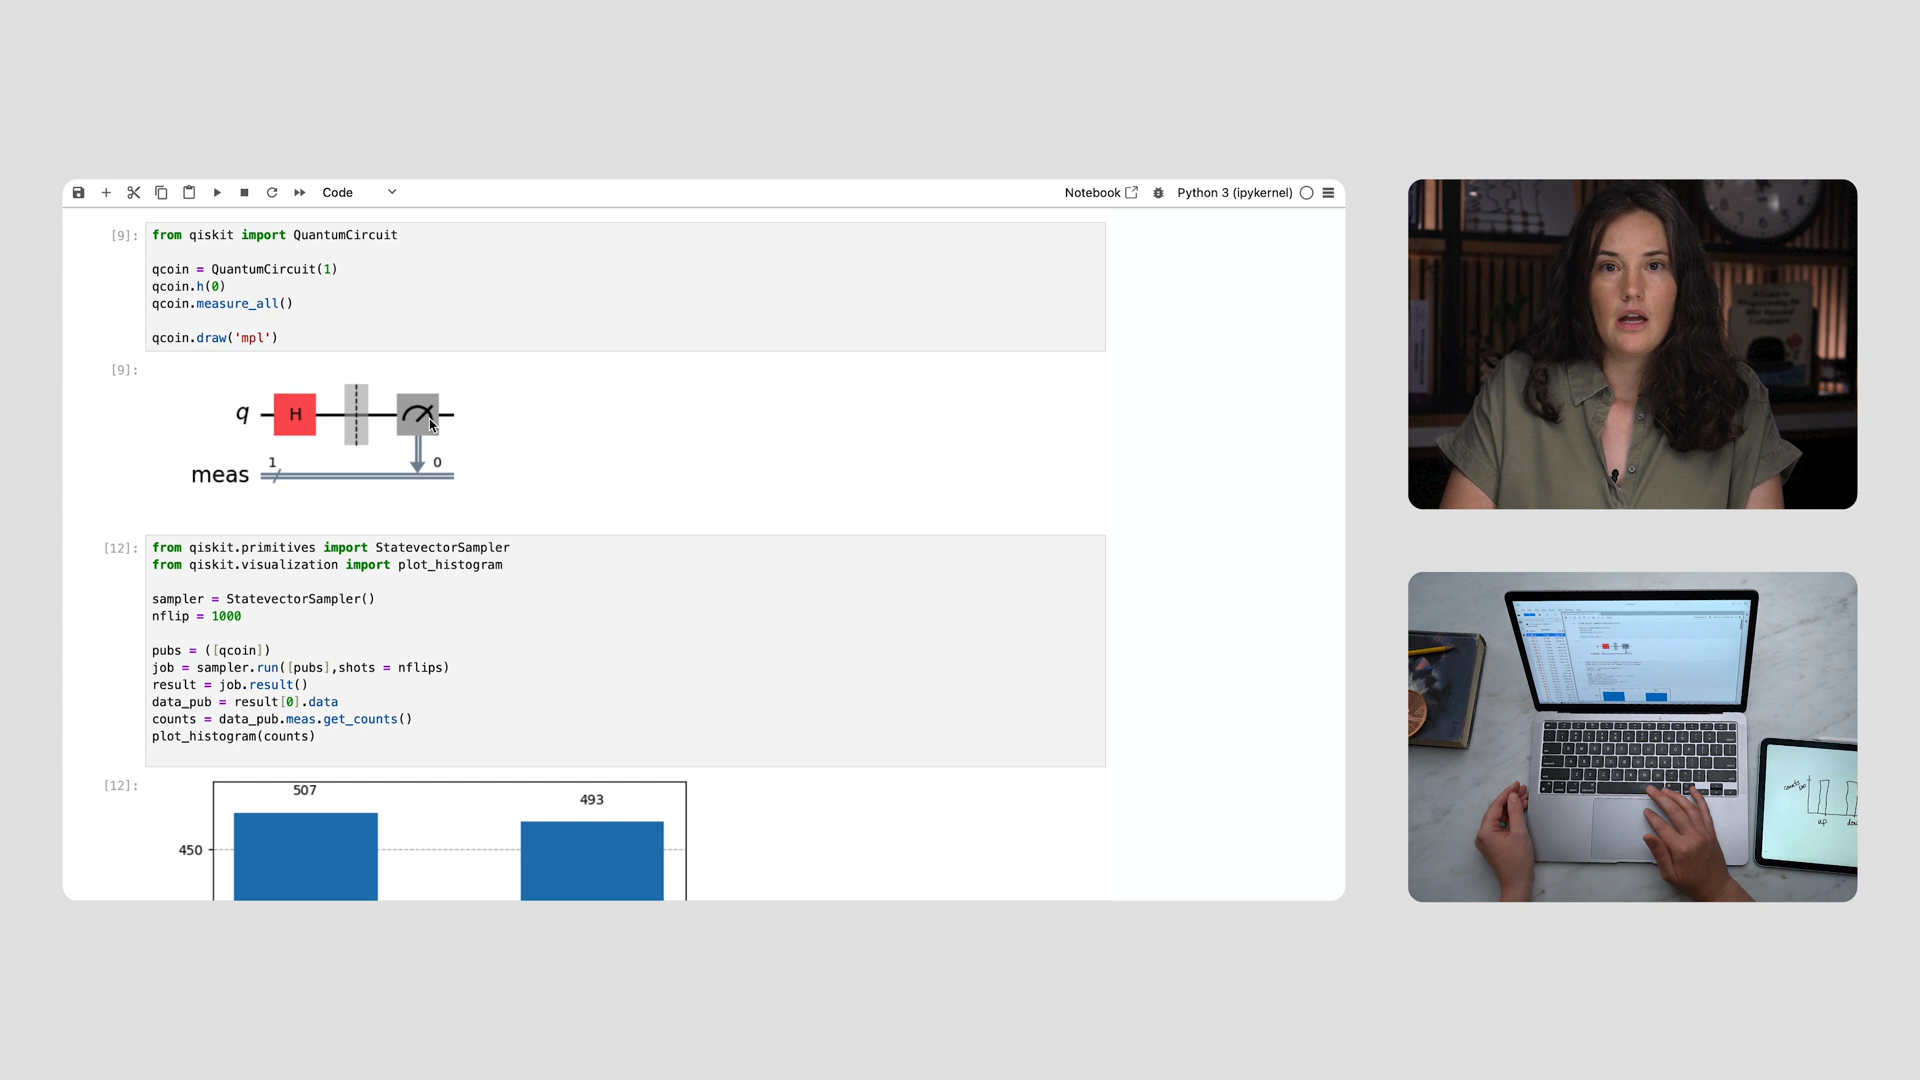 Code
Notebook
Python 3 (ipykernel)
[9]:
from qiskit import QuantumCircuit
qcoin = QuantumCircuit(1)
qcoin.h(0)
qcoin.measure_all()
qcoin.draw('mpl')
[9]:
q
H
1
0
meas
[12]:
from qiskit.primitives import StatevectorSampler
from qiskit.visualization import plot_histogram
sampler = StatevectorSampler()
nflip = 1000
pubs = ([qcoin])
job = sampler.run([pubs],shots = nflips)
result = job.result()
data_pub = result[0].data
counts = data_pub.meas.get_counts()
plot_histogram(counts)
[12]:
507
493
450
counts
up